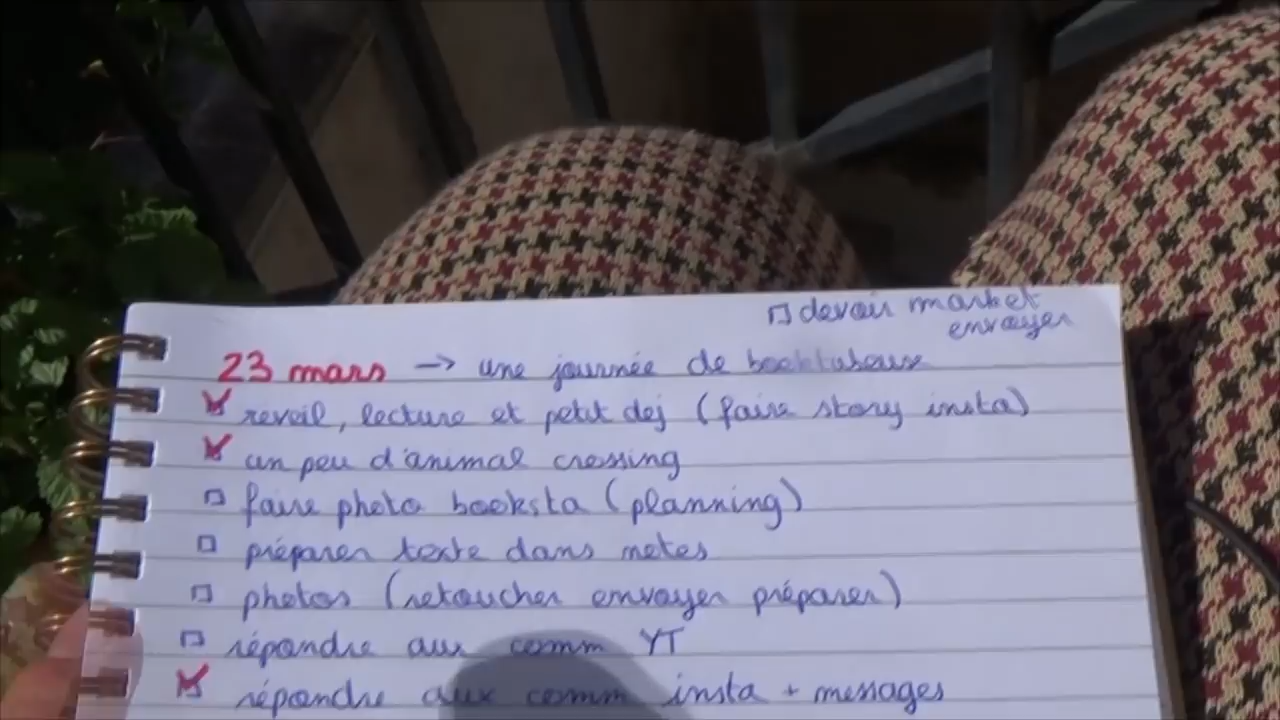 devoir market
envoyer
23 mars → une journée de booktubeuse
réveil, lecture et petit dej (faire story insta)
un peu d'animal crossing
faire photo booksta (planning)
préparer texte dans notes
photos (retoucher envoyer préparer)
répondre aux comm YT
répondre aux comm insta + messages